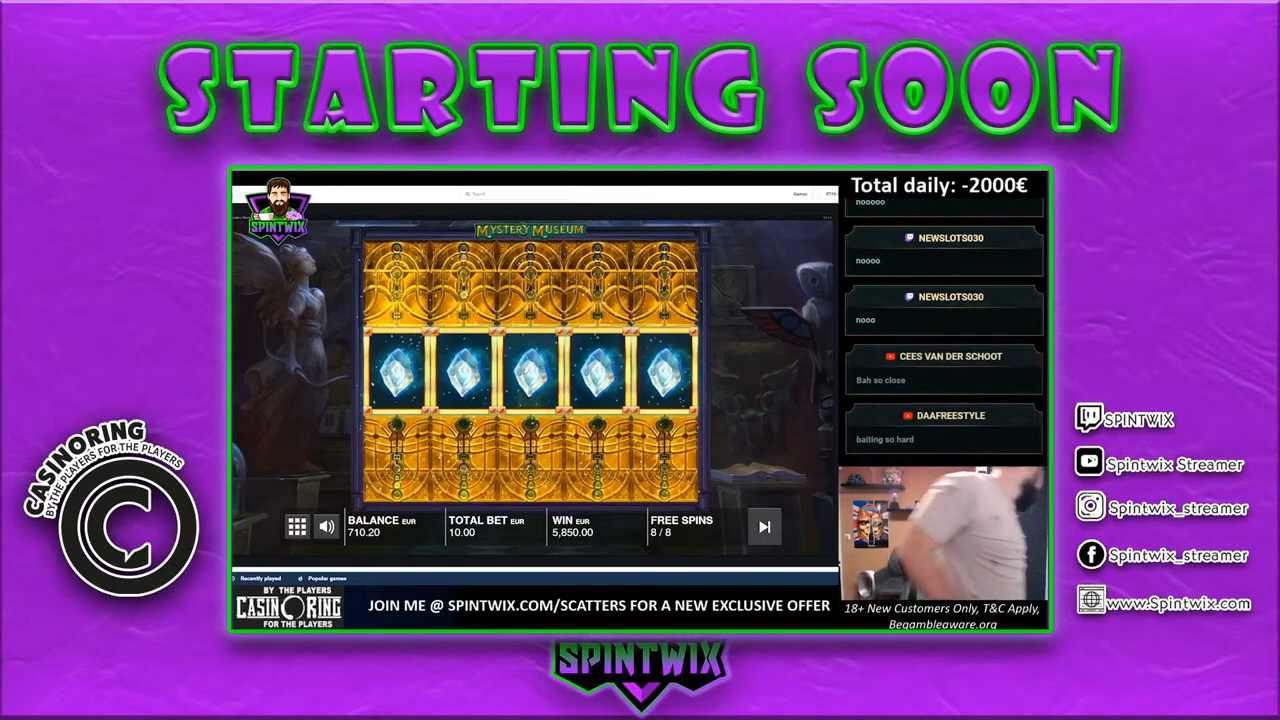 STARTING SOON
Search
Games
SPINTWIX
MYSTERY MUSEUM
Total daily: -2000€
nooooo
NEWSLOTS030
noooo
NEWSLOTS030
nooo
CEES VAN DER SCHOOT
Bah so close
DAAFREESTYLE
baiting so hard
BALANCE EUR
710.20
TOTAL BET EUR
10.00
WIN EUR
5,850.00
FREE SPINS
8 / 8
Recently played
Popular games
BY THE PLAYERS
CASINORING
FOR THE PLAYERS
JOIN ME @ SPINTWIX.COM/SCATTERS FOR A NEW EXCLUSIVE OFFER
18+ New Customers Only, T&C Apply,
Begambleaware.org
CASINORING
BY THE PLAYERS FOR THE PLAYERS
SPINTWIX
Spintwix Streamer
Spintwix_streamer
Spintwix_streamer
www.Spintwix.com
SPINTWIX